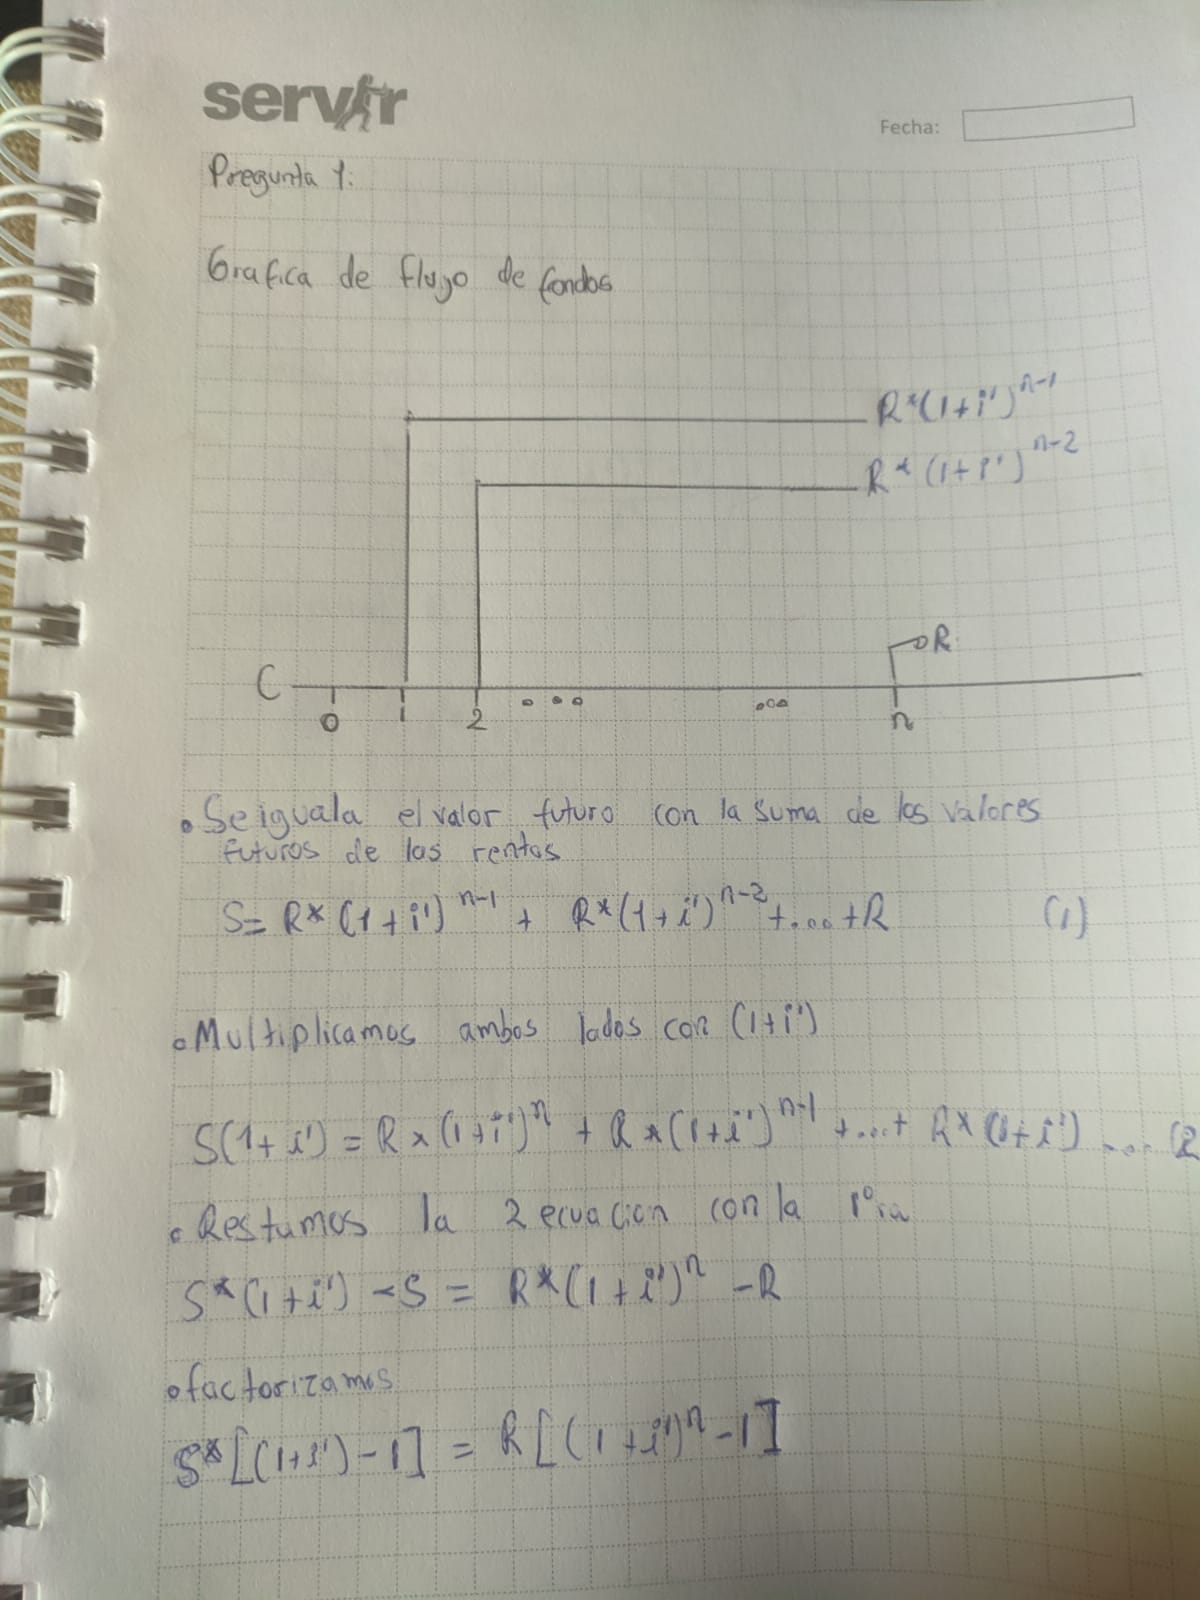 servir
Fecha:
Pregunta 1:
Grafica de flujo de fondos
R*(1+i')^n-1
R*(1+i')^n-2
R
C
0 1 2 ... ... n
• Se iguala el valor futuro con la suma de los valores
futuros de las rentas
S= R*(1+i')^n-1 + R*(1+i')^n-2 +...+R (1)
• Multiplicamos ambos lados con (1+i')
S(1+i') = R*(1+i')^n + R*(1+i')^n-1 +...+ R*(1+i') ... (2
• Restamos la 2 ecuacion con la 1°ra
S*(1+i') -S = R*(1+i')^n -R
• factorizamos
S*[(1+i')-1] = R[(1+i')^n-1]